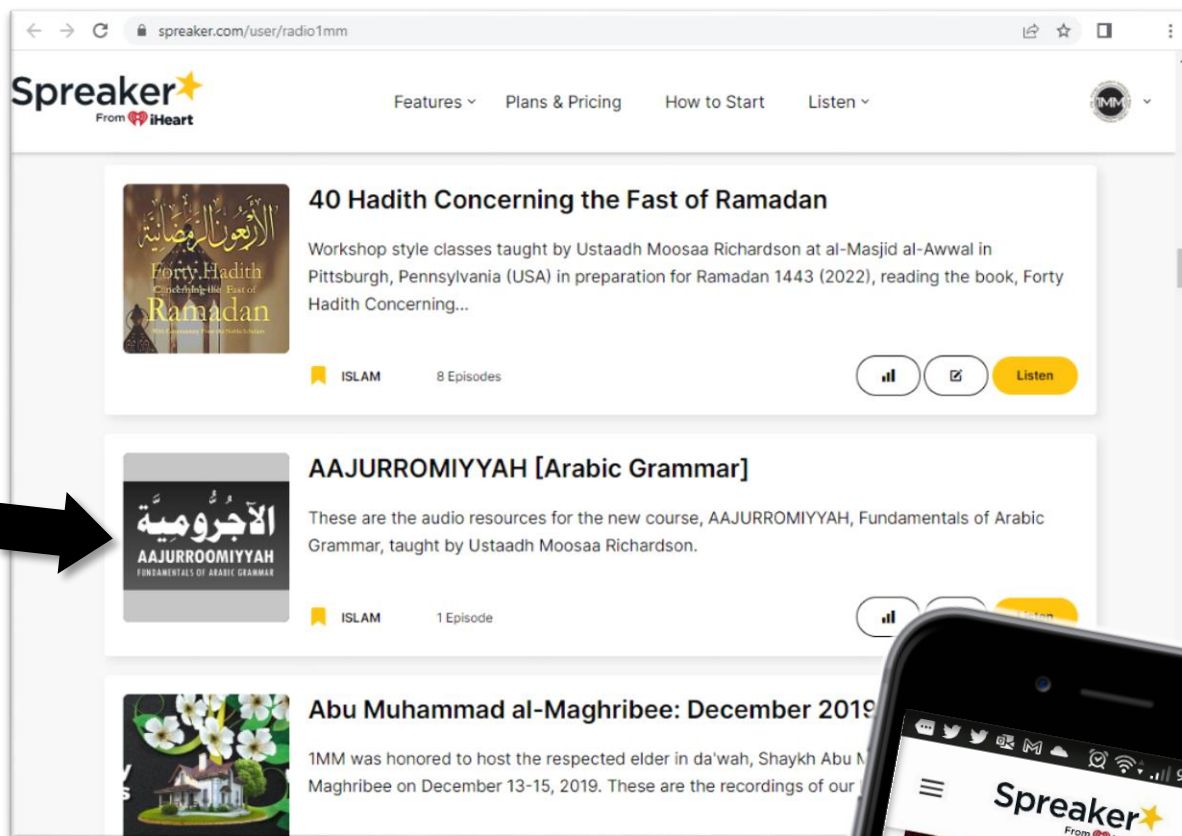 spreaker.com/user/radio1mm
Spreaker
From iHeart
Features
Plans & Pricing
How to Start
Listen
1MM
40 Hadith Concerning the Fast of Ramadan
الأربعون الرمضانية
Forty Hadith
Concerning the Fast of
Ramadan
Workshop style classes taught by Ustaadh Moosaa Richardson at al-Masjid al-Awwal in
Pittsburgh, Pennsylvania (USA) in preparation for Ramadan 1443 (2022), reading the book, Forty
Hadith Concerning...
ISLAM
8 Episodes
Listen
AAJURROMIYYAH [Arabic Grammar]
الآجُرُّومِيَّة
AAJURROOMIYYAH
FUNDAMENTALS OF ARABIC GRAMMAR
These are the audio resources for the new course, AAJURROMIYYAH, Fundamentals of Arabic
Grammar, taught by Ustaadh Moosaa Richardson.
ISLAM
1 Episode
Listen
Abu Muhammad al-Maghribee: December 2019
1MM was honored to host the respected elder in da'wah, Shaykh Abu
Maghribee on December 13-15, 2019. These are the recordings of our
Spreaker
From